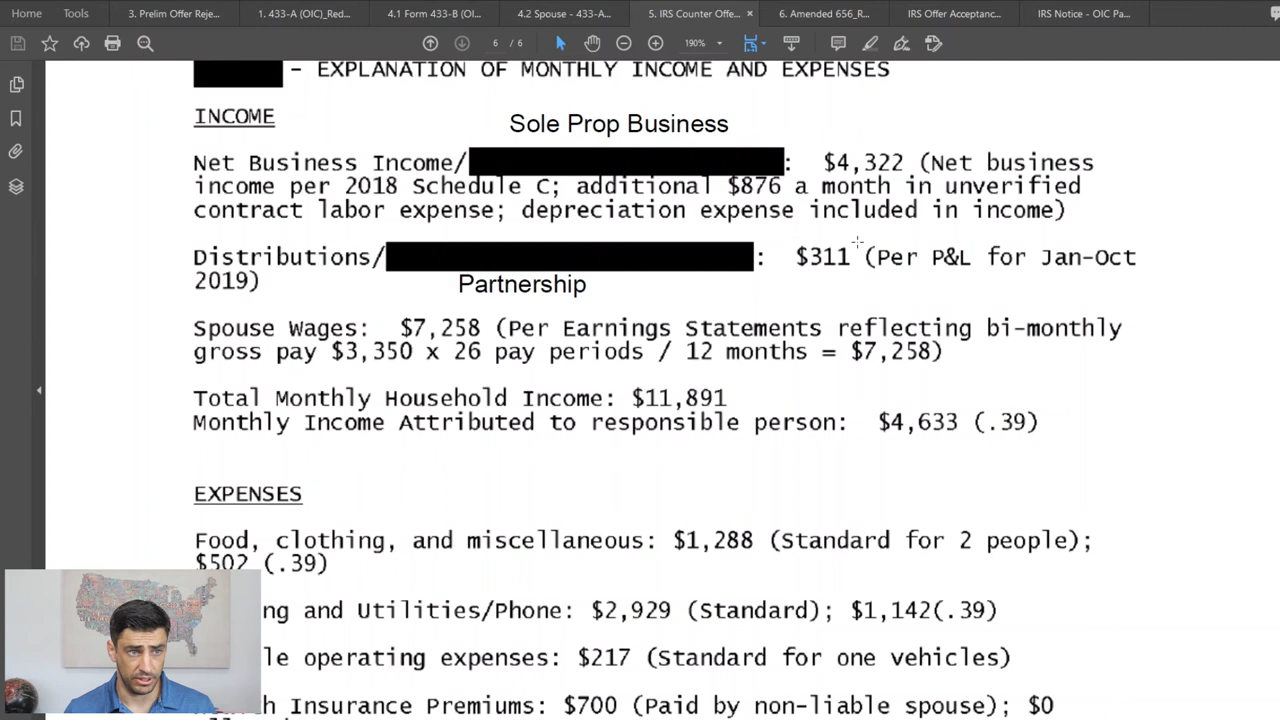 Home Tools 3. Prelim Offer Reje... 1. 433-A (OIC)_Red... 4.1 Form 433-B (OI... 4.2 Spouse - 433-A... 5. IRS Counter Offe... × 6. Amended 656_R... IRS Offer Acceptanc... IRS Notice - OIC Pa...
6 / 6 190%
- EXPLANATION OF MONTHLY INCOME AND EXPENSES
INCOME
Sole Prop Business
Net Business Income/ : $4,322 (Net business
income per 2018 Schedule C; additional $876 a month in unverified
contract labor expense; depreciation expense included in income)
Distributions/ : $311 (Per P&L for Jan-Oct
2019)
Partnership
Spouse Wages: $7,258 (Per Earnings Statements reflecting bi-monthly
gross pay $3,350 x 26 pay periods / 12 months = $7,258)
Total Monthly Household Income: $11,891
Monthly Income Attributed to responsible person: $4,633 (.39)
EXPENSES
Food, clothing, and miscellaneous: $1,288 (Standard for 2 people);
$502 (.39)
and Utilities/Phone: $2,929 (Standard); $1,142(.39)
operating expenses: $217 (Standard for one vehicles)
Insurance Premiums: $700 (Paid by non-liable spouse); $0